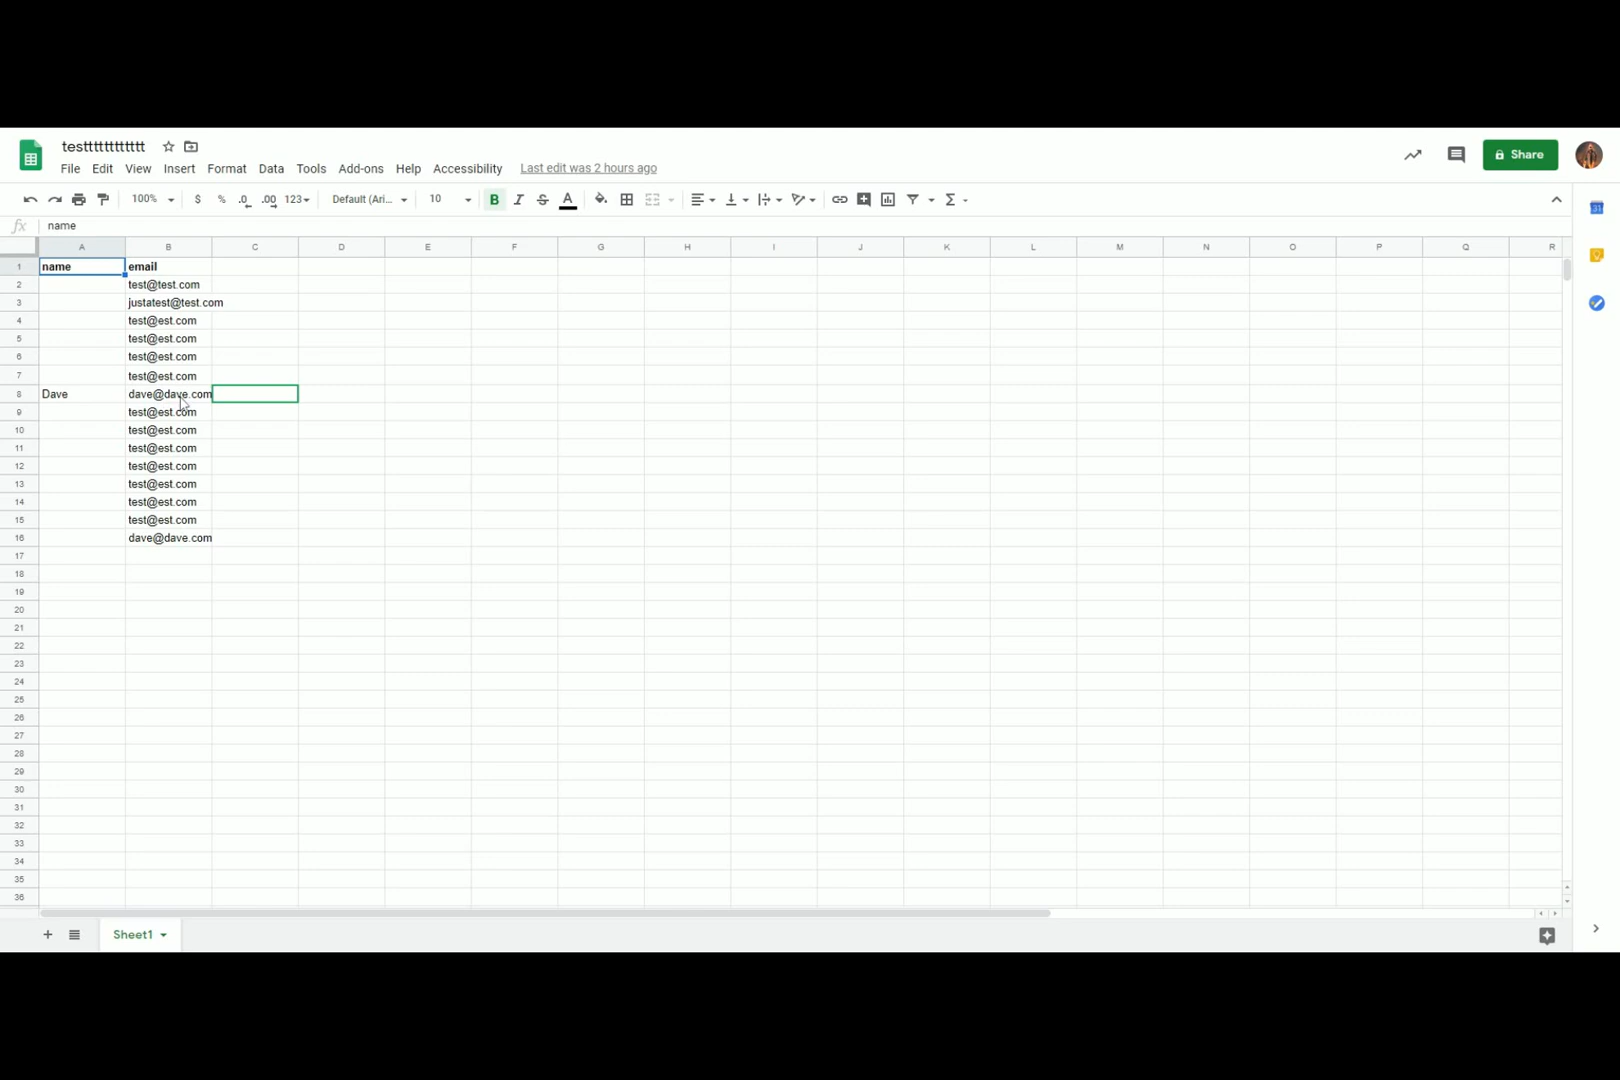 testttttttttttt
File Edit View Insert Format Data Tools Add-ons Help Accessibility Last edit was 2 hours ago
Share
100% $ % .0 .00 123 Default (Ari... 10 B I S A Σ
fx name
A B C D E F G H I J K L M N O P Q R
1 name email
2 test@test.com
3 justatest@test.com
4 test@est.com
5 test@est.com
6 test@est.com
7 test@est.com
8 Dave dave@dave.com
9 test@est.com
10 test@est.com
11 test@est.com
12 test@est.com
13 test@est.com
14 test@est.com
15 test@est.com
16 dave@dave.com
17
18
19
20
21
22
23
24
25
26
27
28
29
30
31
32
33
34
35
36
Sheet1